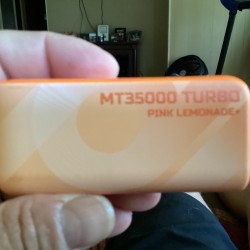 MT35000 TURBO
PINK LEMONADE+